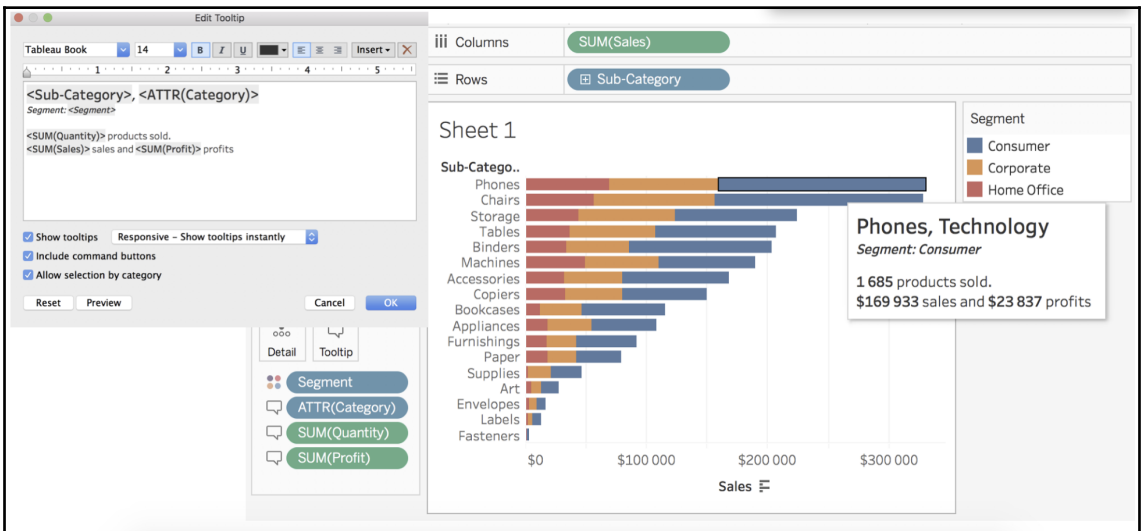 Edit Tooltip
Tableau Book 14 B I U Insert
1 2 3 4 5
<Sub-Category>, <ATTR(Category)>
Segment: <Segment>
<SUM(Quantity)> products sold.
<SUM(Sales)> sales and <SUM(Profit)> profits
Show tooltips Responsive – Show tooltips instantly
Include command buttons
Allow selection by category
Reset Preview Cancel OK
Detail Tooltip
Segment
ATTR(Category)
SUM(Quantity)
SUM(Profit)
Columns SUM(Sales)
Rows Sub-Category
Sheet 1
Sub-Catego..
Phones
Chairs
Storage
Tables
Binders
Machines
Accessories
Copiers
Bookcases
Appliances
Furnishings
Paper
Supplies
Art
Envelopes
Labels
Fasteners
$0 $100 000 $200 000 $300 000
Sales
Segment
Consumer
Corporate
Home Office
Phones, Technology
Segment: Consumer
1 685 products sold.
$169 933 sales and $23 837 profits